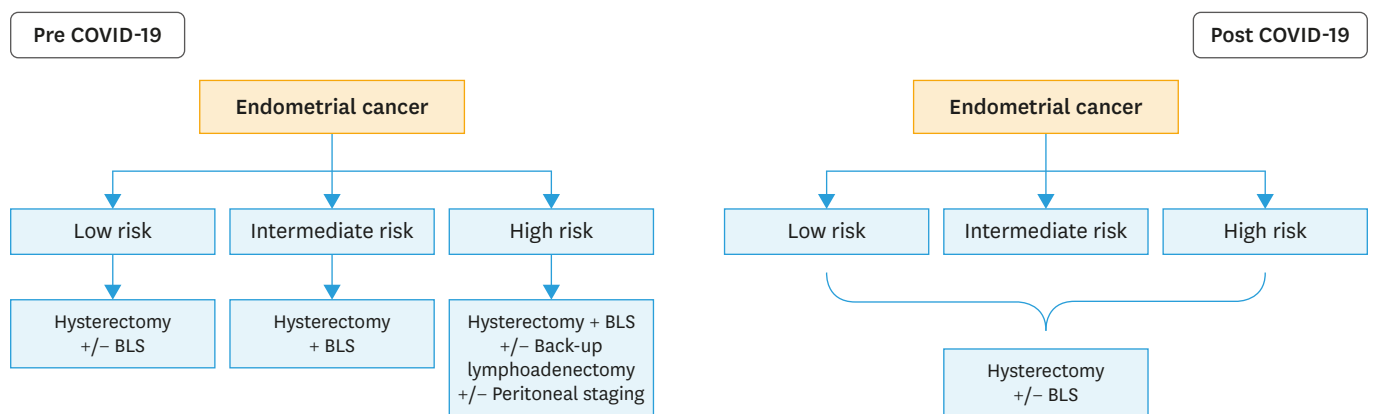 Pre COVID-19
Endometrial cancer
Low risk
Intermediate risk
High risk
Hysterectomy
+/− BLS
Hysterectomy
+ BLS
Hysterectomy + BLS
+/− Back-up
lymphoadenectomy
+/− Peritoneal staging
Post COVID-19
Endometrial cancer
Low risk
Intermediate risk
High risk
Hysterectomy
+/− BLS